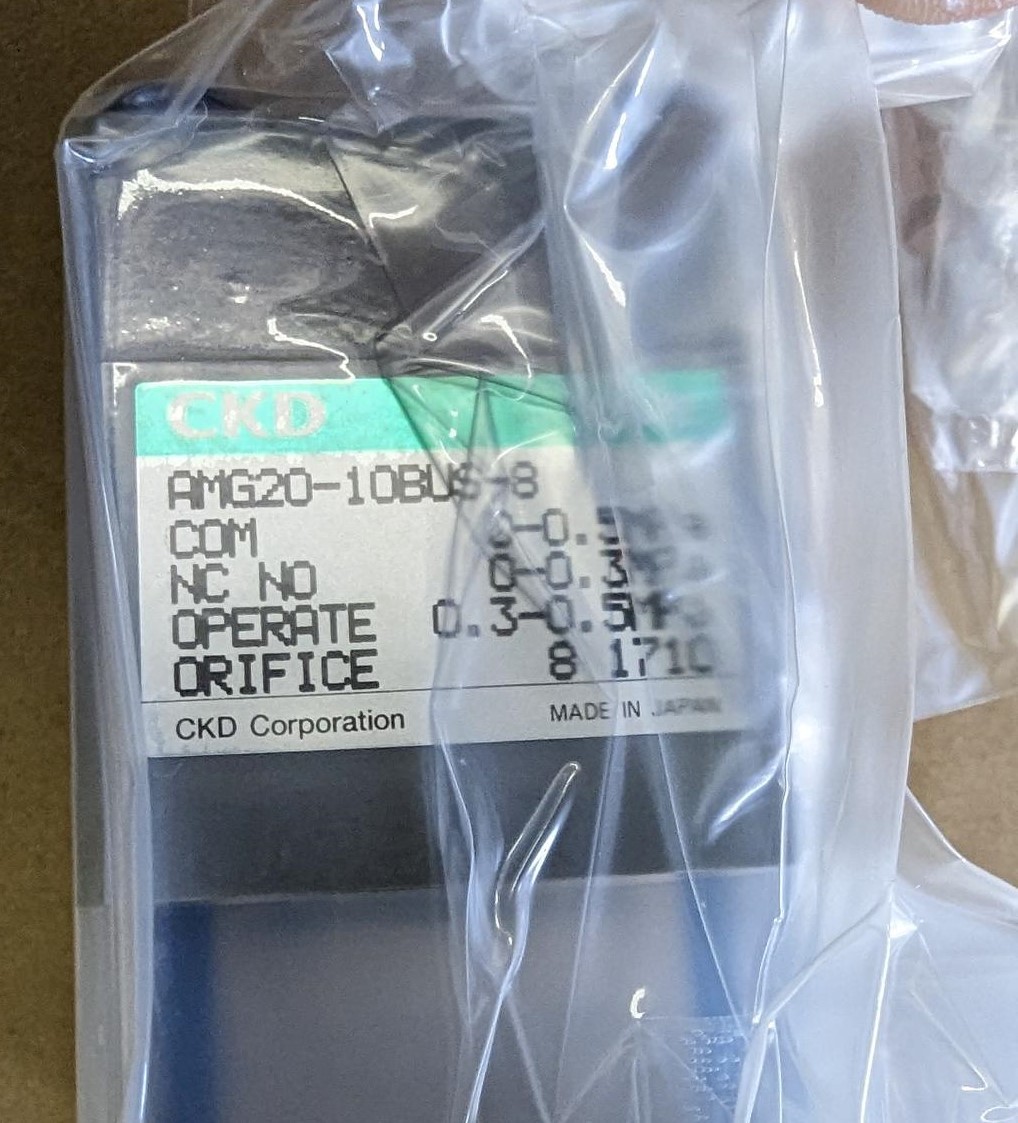 CKD
AMG20-10BUS-8
COM
NC NO
OPERATE 0.3-0.5MPa
ORIFICE 8 171C
CKD Corporation MADE IN JAPAN